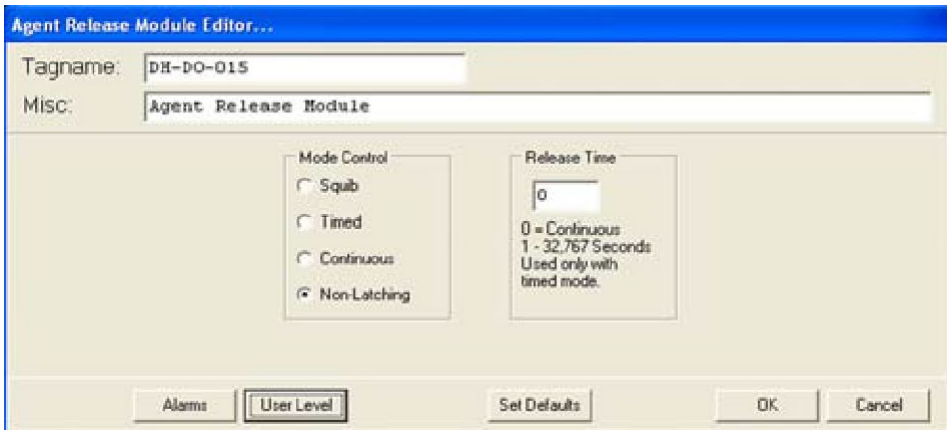 Agent Release Module Editor...
Tagname: DH-DO-015
Misc: Agent Release Module
Mode Control
Squib
Timed
Continuous
Non-Latching
Release Time
0
0 = Continuous
1 - 32,767 Seconds
Used only with
timed mode.
Alarms User Level Set Defaults OK Cancel